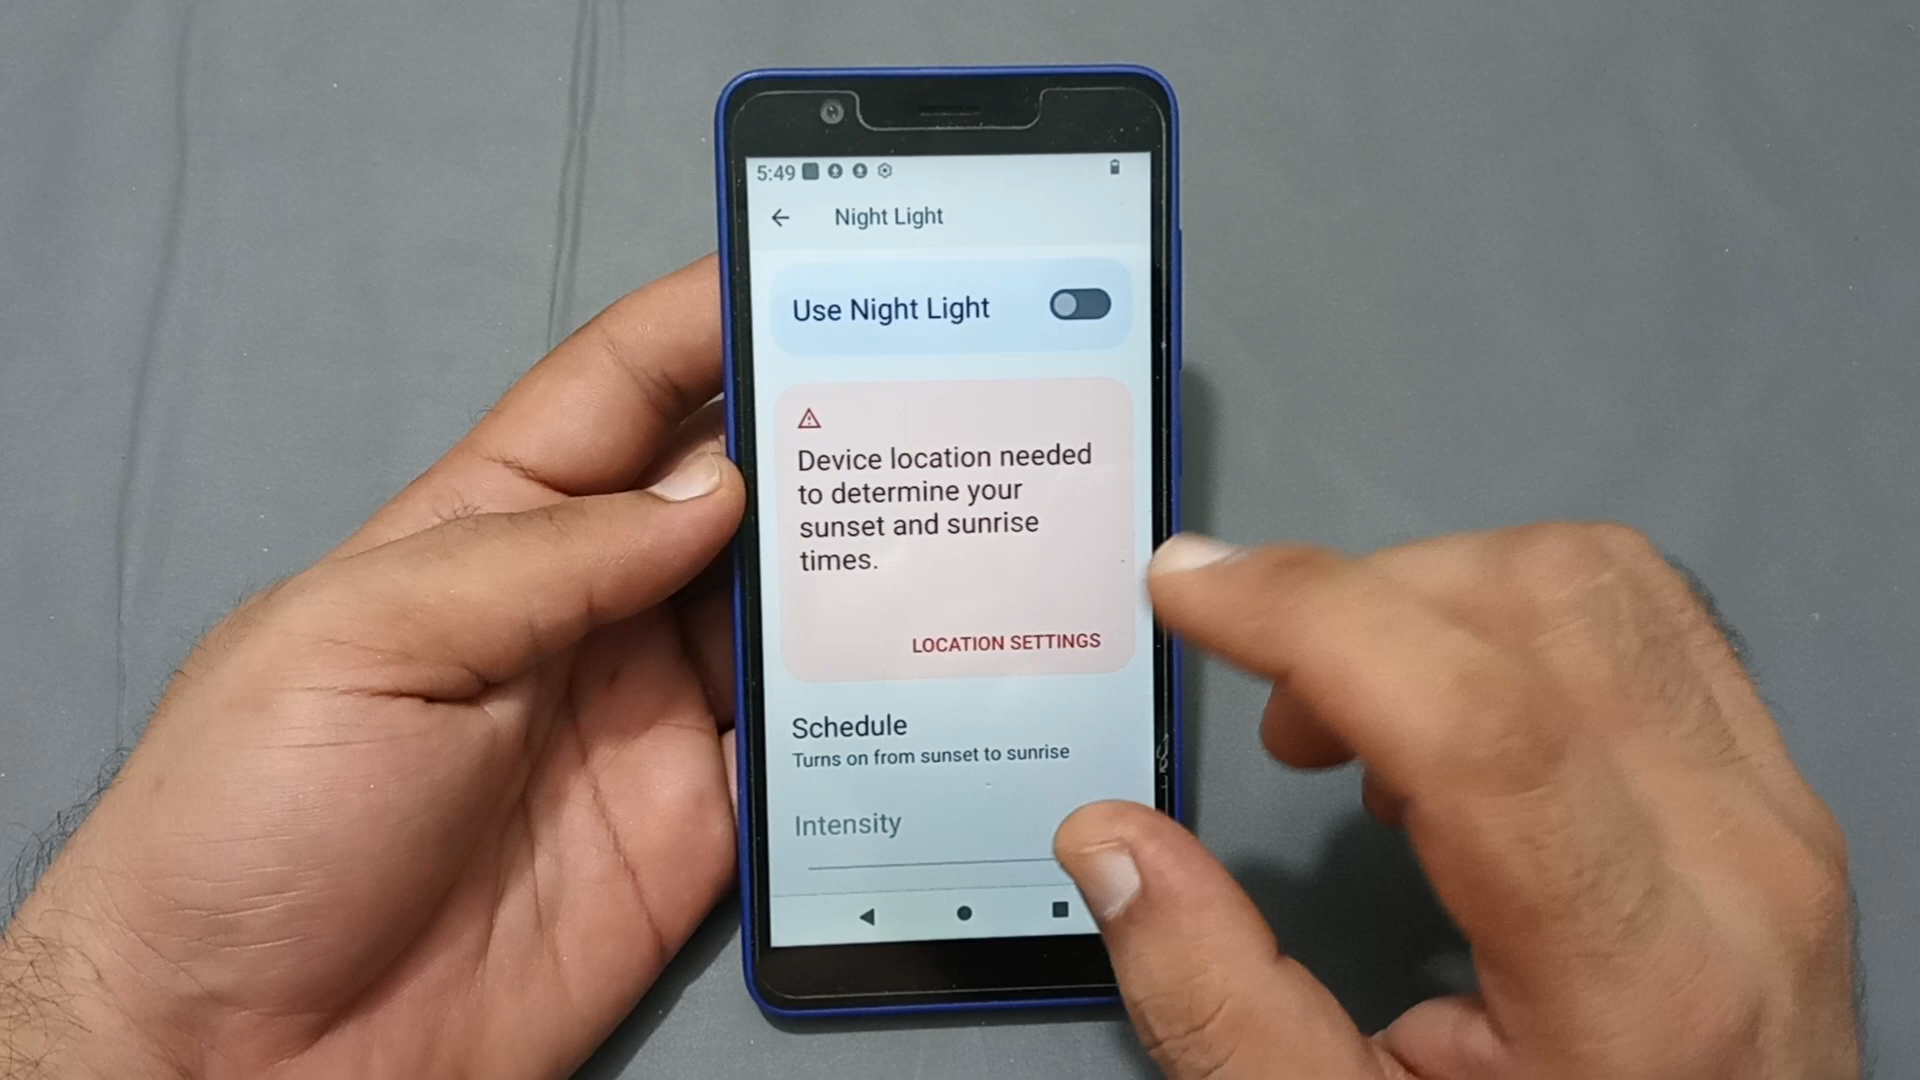 5:49
Night Light
Use Night Light
Device location needed
to determine your
sunset and sunrise
times.
LOCATION SETTINGS
Schedule
Turns on from sunset to sunrise
Intensity